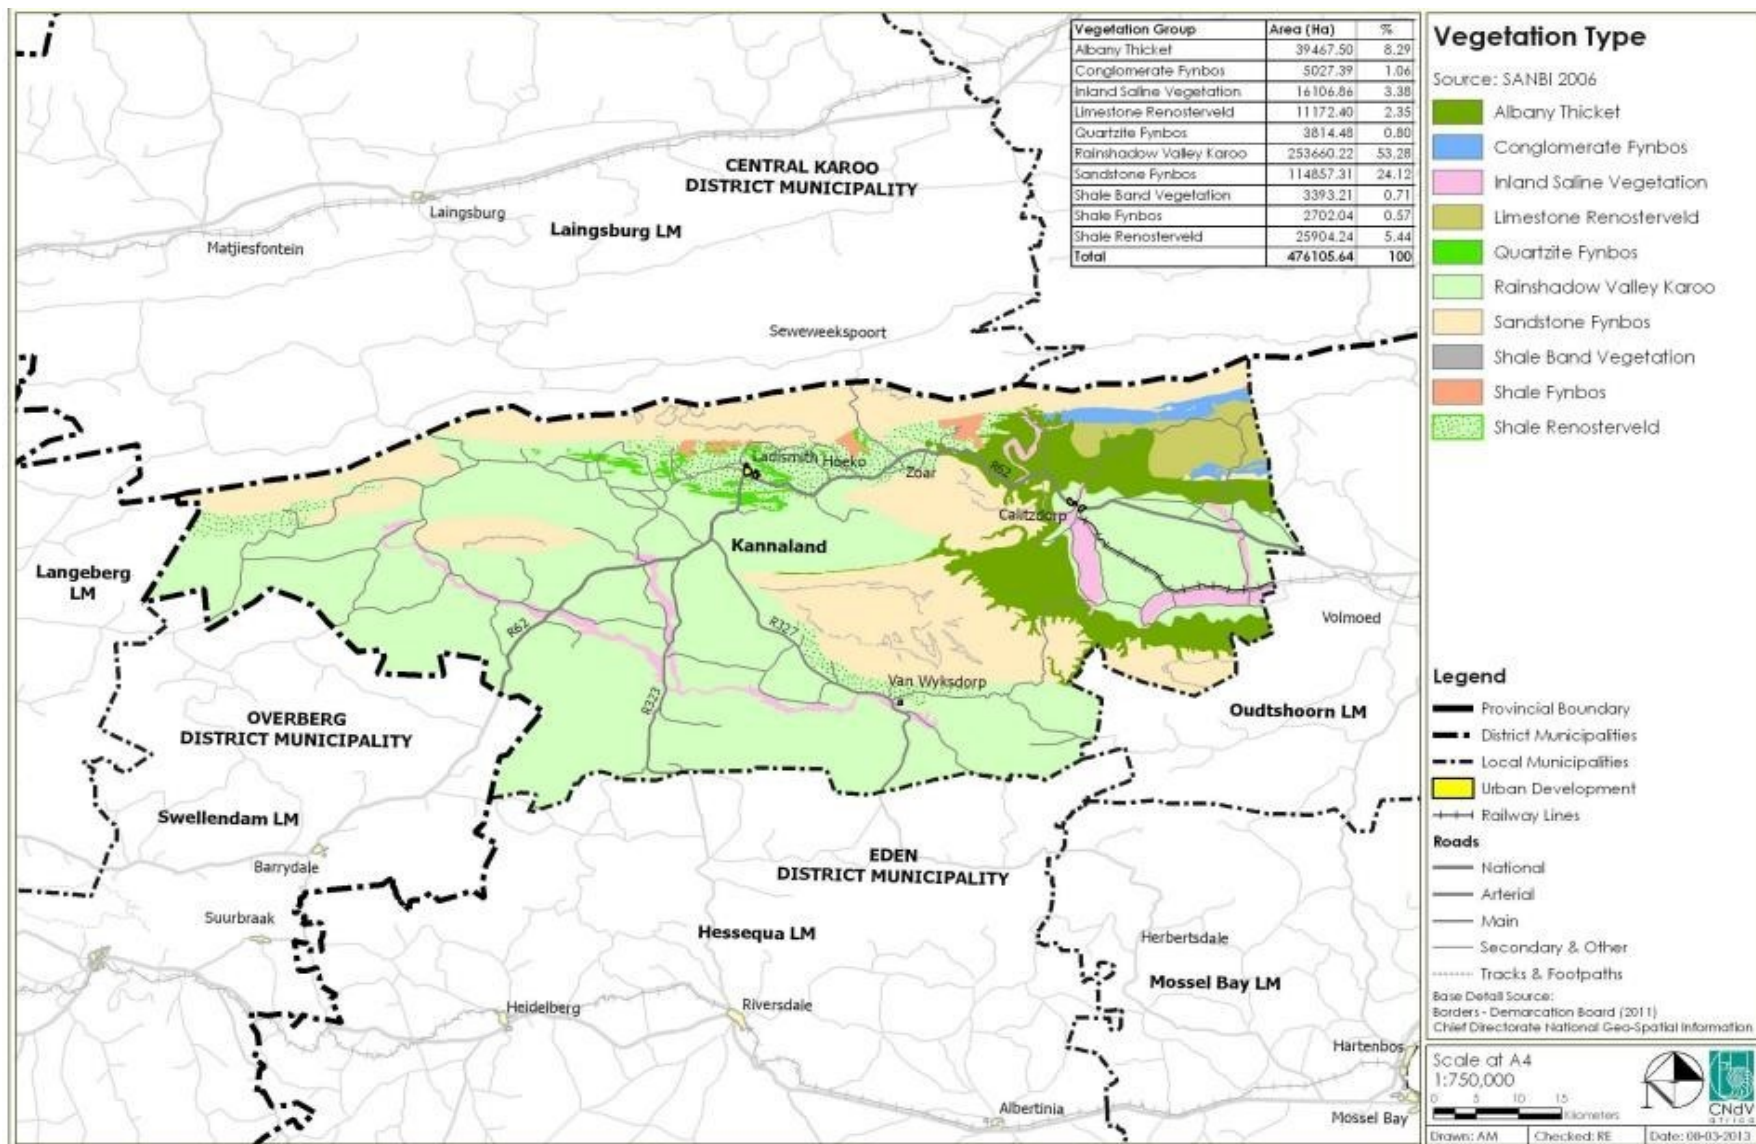 Vegetation Group Area (Ha) %
Albany Thicket 39467.50 8.29
Conglomerate Fynbos 5027.39 1.06
Inland Saline Vegetation 16106.86 3.38
Limestone Renosterveld 11172.40 2.35
Quartzite Fynbos 3814.48 0.80
Rainshadow Valley Karoo 253660.22 53.28
Sandstone Fynbos 114857.31 24.12
Shale Band Vegetation 3393.21 0.71
Shale Fynbos 2702.04 0.57
Shale Renosterveld 25904.24 5.44
Total 476105.64 100
CENTRAL KAROO
DISTRICT MUNICIPALITY
Laingsburg
Laingsburg LM
Matjiesfontein
Seweweekspoort
Ladismith
Hoeko
Zoar
R62
Calitzdorp
Kannaland
Langeberg
LM
Volmoed
R62
R327
R323
Van Wyksdorp
OVERBERG
DISTRICT MUNICIPALITY
Oudtshoorn LM
Swellendam LM
Barrydale
EDEN
DISTRICT MUNICIPALITY
Suurbraak
Hessequa LM
Herbertsdale
Mossel Bay LM
Heidelberg
Riversdale
Hartenbos
Albertinia
Mossel Bay
Vegetation Type
Source: SANBI 2006
Albany Thicket
Conglomerate Fynbos
Inland Saline Vegetation
Limestone Renosterveld
Quartzite Fynbos
Rainshadow Valley Karoo
Sandstone Fynbos
Shale Band Vegetation
Shale Fynbos
Shale Renosterveld
Legend
Provincial Boundary
District Municipalities
Local Municipalities
Urban Development
Railway Lines
Roads
National
Arterial
Main
Secondary & Other
Tracks & Footpaths
Base Detail Source:
Borders - Demarcation Board (2011)
Chief Directorate National Geo-Spatial Information
Scale at A4
1:750,000
0 5 10 15
Kilometers
N
CNdV
africa
Drawn: AM Checked: RE Date: 08-03-2013